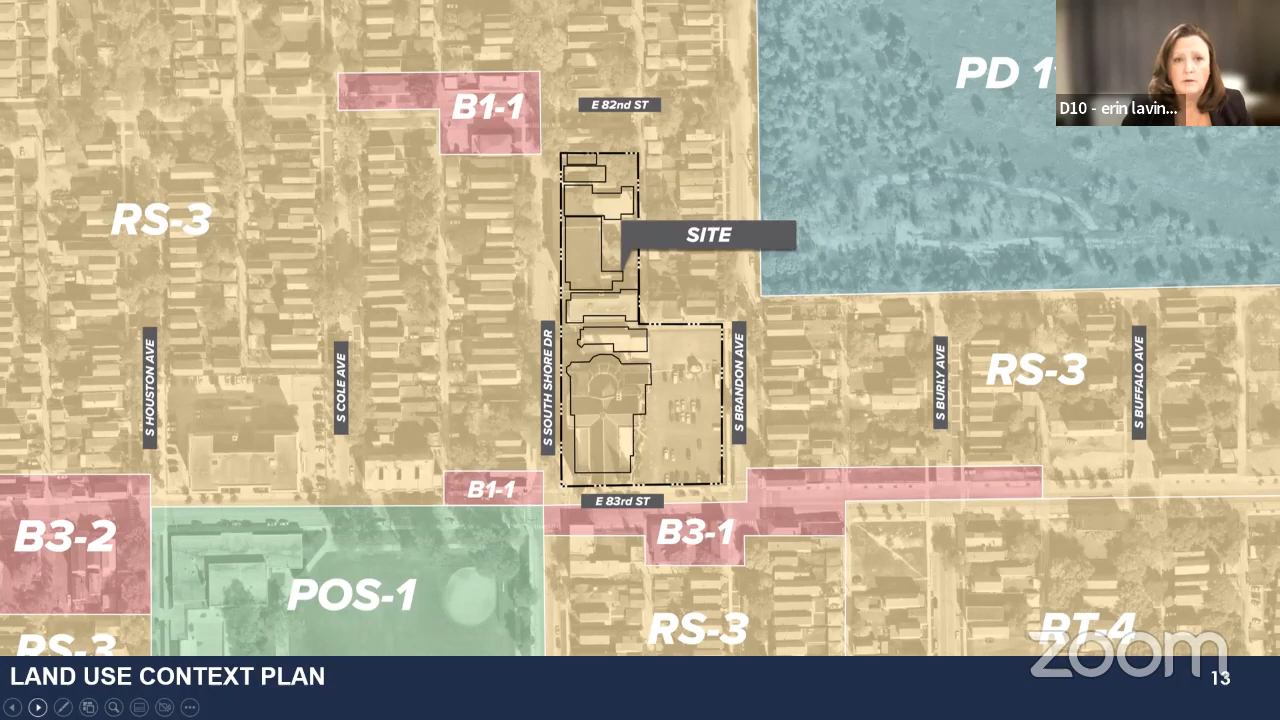 PD 1
D10 - erin lavin...
B1-1
E 82nd ST
RS-3
SITE
S HOUSTON AVE
S COLE AVE
S SOUTH SHORE DR
S BRANDON AVE
S BURLY AVE
S BUFFALO AVE
RS-3
B1-1
E 83rd ST
B3-2
B3-1
POS-1
RS-3
RS-3
RT-4
zoom
LAND USE CONTEXT PLAN
13